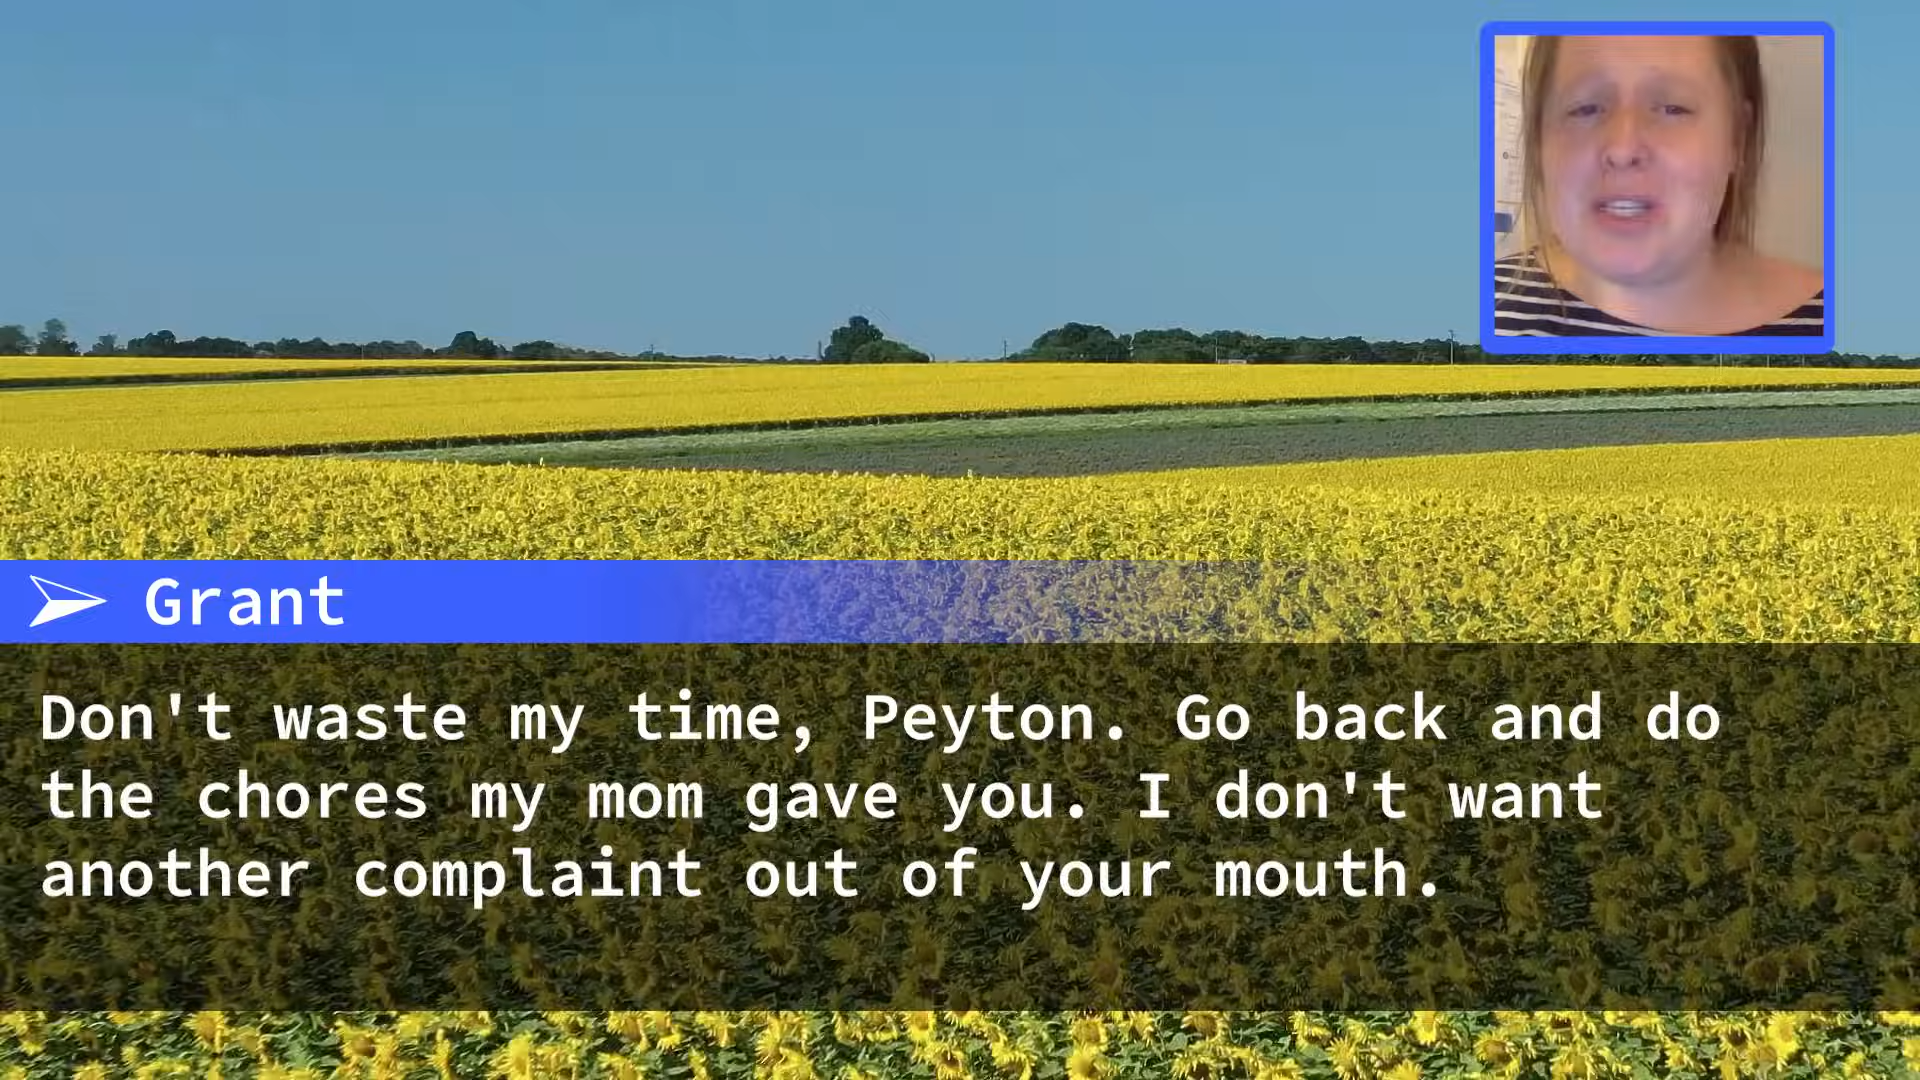 Grant
Don't waste my time, Peyton. Go back and do
the chores my mom gave you. I don't want
another complaint out of your mouth.